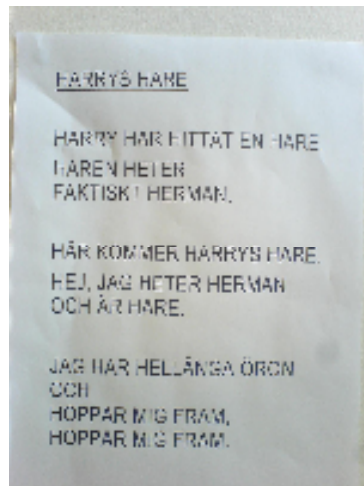 HARRYS HARE
HARRY HAR HITTAT EN HARE
HAREN HETER
FAKTISKT HERMAN.
HÄR KOMMER HARRYS HARE.
HEJ, JAG HETER HERMAN
OCH ÄR HARE.
JAG HAR HELLÅNGA ÖRON
OCH
HOPPAR MIG FRAM,
HOPPAR MIG FRAM.